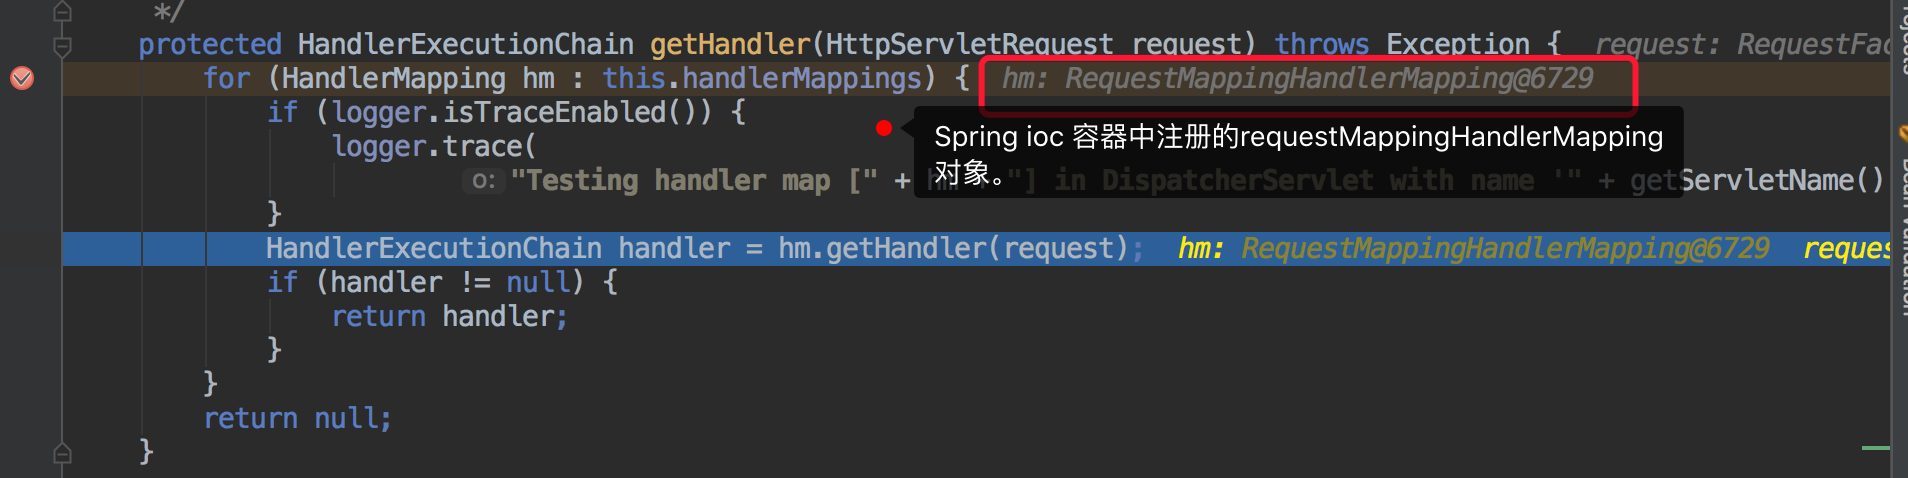 */
protected HandlerExecutionChain getHandler(HttpServletRequest request) throws Exception { request: RequestFac
for (HandlerMapping hm : this.handlerMappings) { hm: RequestMappingHandlerMapping@6729
if (logger.isTraceEnabled()) {
Spring ioc 容器中注册的requestMappingHandlerMapping
对象。
logger.trace(
o: "Testing handler map [" + hm + "] in DispatcherServlet with name '" + getServletName()
}
HandlerExecutionChain handler = hm.getHandler(request); hm: RequestMappingHandlerMapping@6729 reques
if (handler != null) {
return handler;
}
}
return null;
}